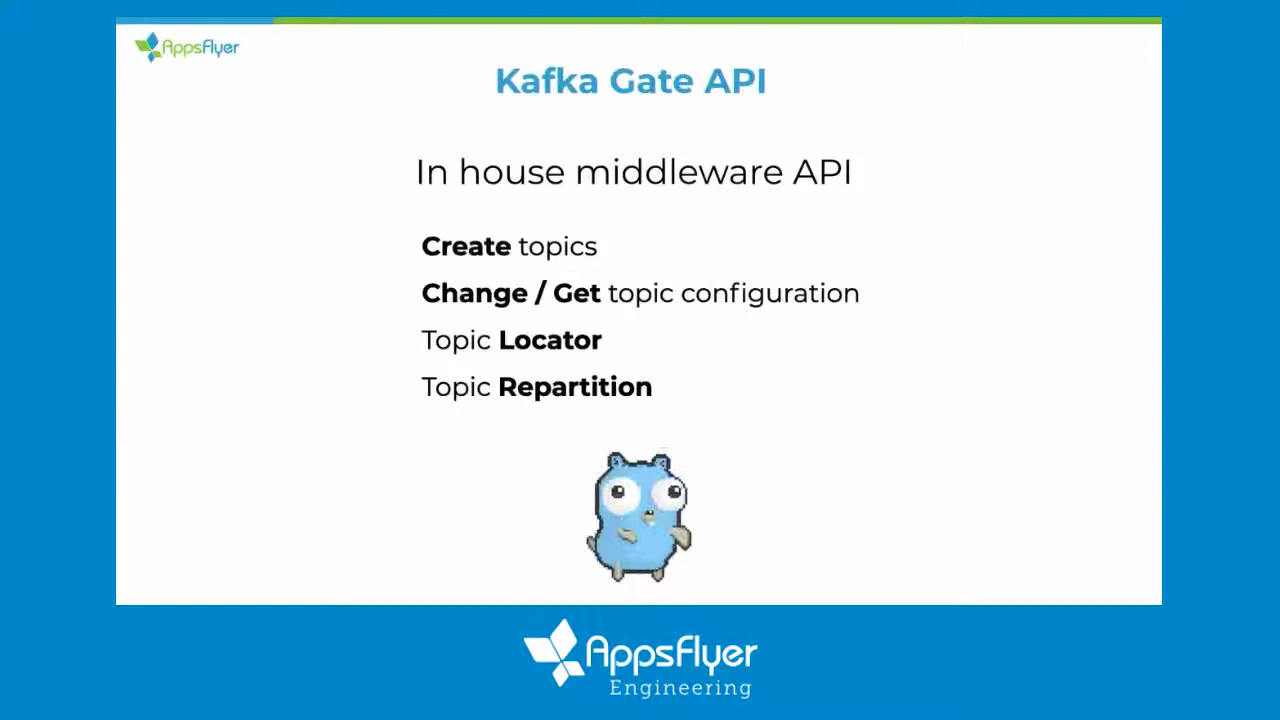 AppsFlyer
Kafka Gate API
In house middleware API
Create topics
Change / Get topic configuration
Topic Locator
Topic Repartition
AppsFlyer
Engineering